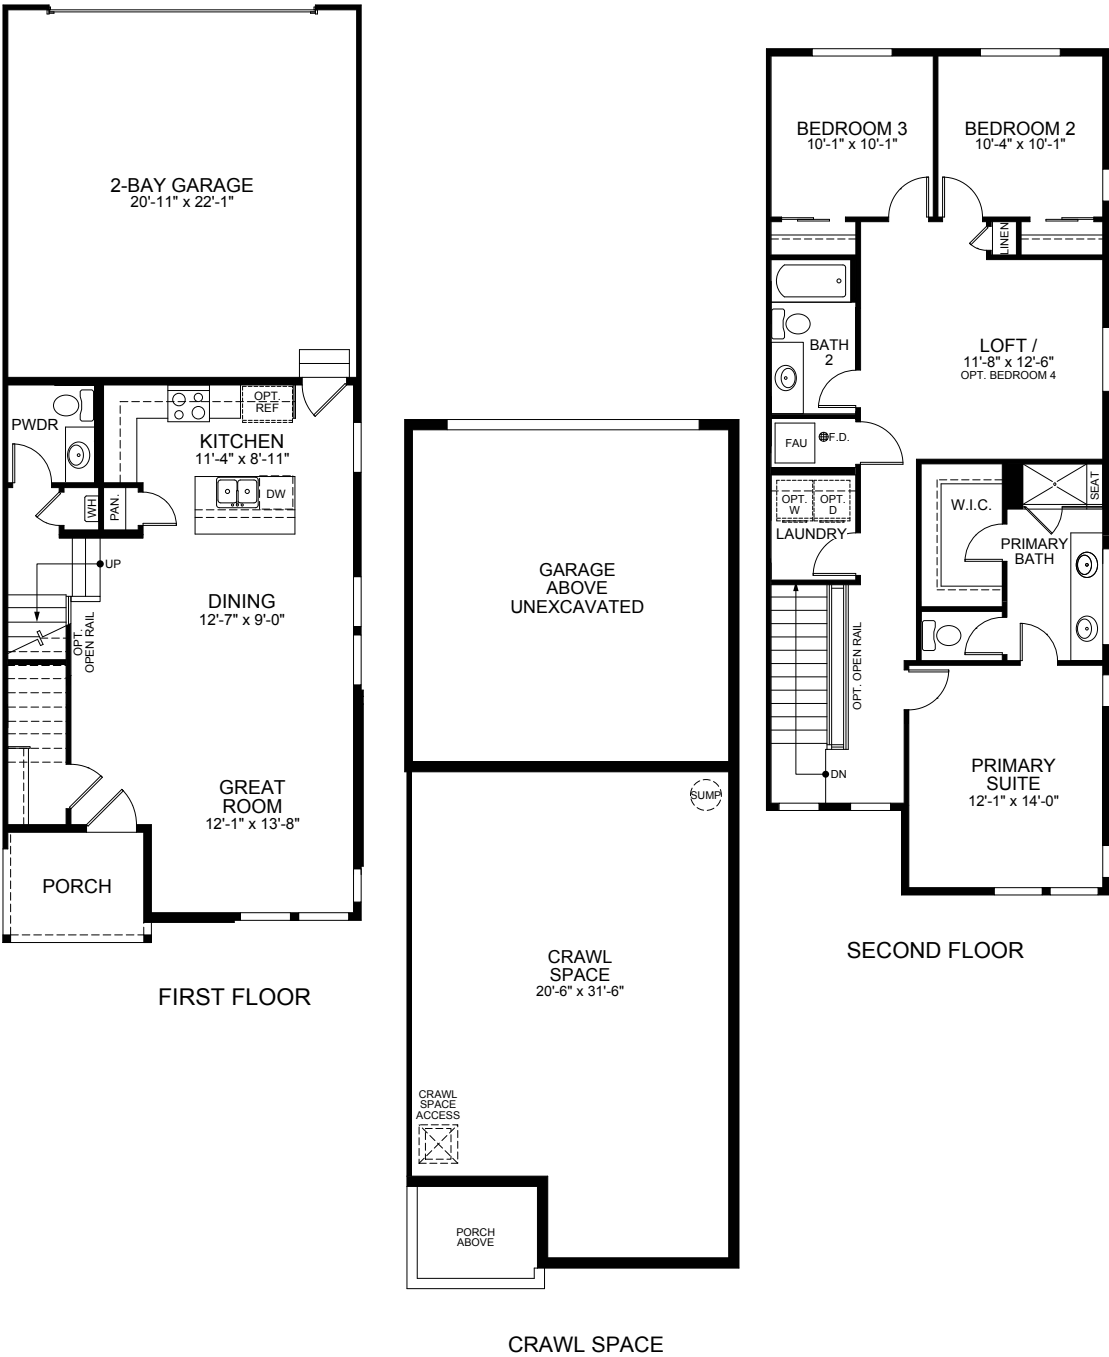 2-BAY GARAGE
20'-11" x 22'-1"
PWDR
OPT.
REF
KITCHEN
11'-4" x 8'-11"
WH
PAN.
DW
UP
DINING
12'-7" x 9'-0"
OPT.
OPEN RAIL
GREAT
ROOM
12'-1" x 13'-8"
PORCH
FIRST FLOOR
GARAGE
ABOVE
UNEXCAVATED
SUMP
CRAWL
SPACE
20'-6" x 31'-6"
CRAWL
SPACE
ACCESS
PORCH
ABOVE
CRAWL SPACE
BEDROOM 3
10'-1" x 10'-1"
BEDROOM 2
10'-4" x 10'-1"
LINEN
BATH
2
LOFT /
11'-8" x 12'-6"
OPT. BEDROOM 4
FAU
F.D.
OPT.
W
OPT.
D
LAUNDRY
W.I.C.
SEAT
PRIMARY
BATH
OPT. OPEN RAIL
DN
PRIMARY
SUITE
12'-1" x 14'-0"
SECOND FLOOR